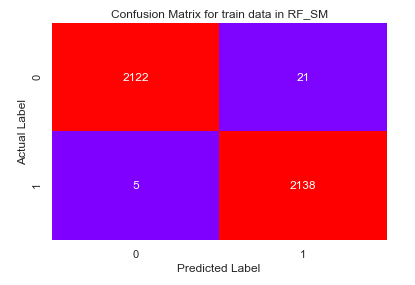 Confusion Matrix for train data in RF_SM
Actual Label
0
2122
21
1
5
2138
0
1
Predicted Label